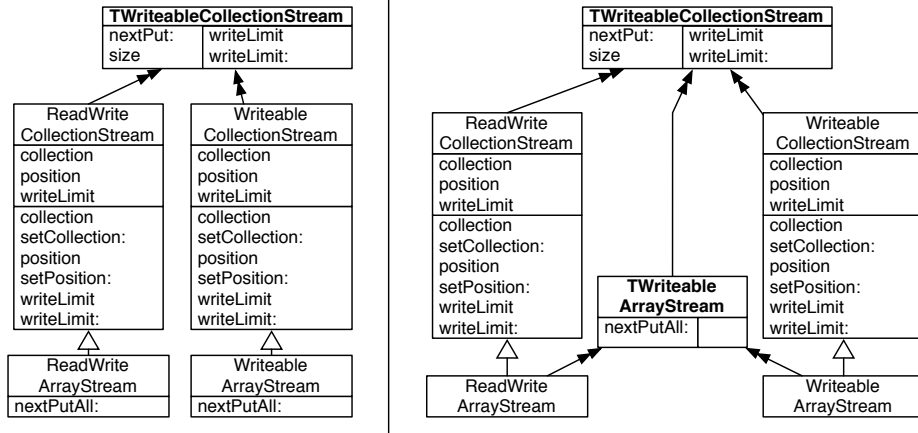 TWriteableCollectionStream
nextPut:
size
writeLimit
writeLimit:
ReadWrite
CollectionStream
collection
position
writeLimit
collection
setCollection:
position
setPosition:
writeLimit
writeLimit:
ReadWrite
ArrayStream
nextPutAll:
Writeable
CollectionStream
collection
position
writeLimit
collection
setCollection:
position
setPosition:
writeLimit
writeLimit:
Writeable
ArrayStream
nextPutAll:
TWriteableCollectionStream
nextPut:
size
writeLimit
writeLimit:
ReadWrite
CollectionStream
collection
position
writeLimit
collection
setCollection:
position
setPosition:
writeLimit
writeLimit:
ReadWrite
ArrayStream
TWriteable
ArrayStream
nextPutAll:
Writeable
CollectionStream
collection
position
writeLimit
collection
setCollection:
position
setPosition:
writeLimit
writeLimit:
Writeable
ArrayStream